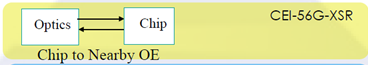 CEI-56G-XSR
Optics Chip
Chip to Nearby OE